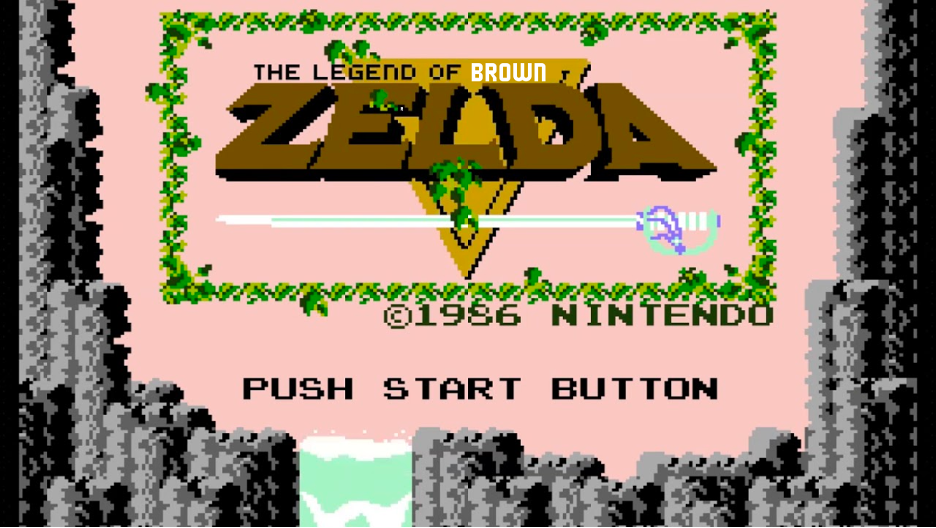 THE LEGEND OF BROWN
ZELDA
©1986 NINTENDO
PUSH START BUTTON